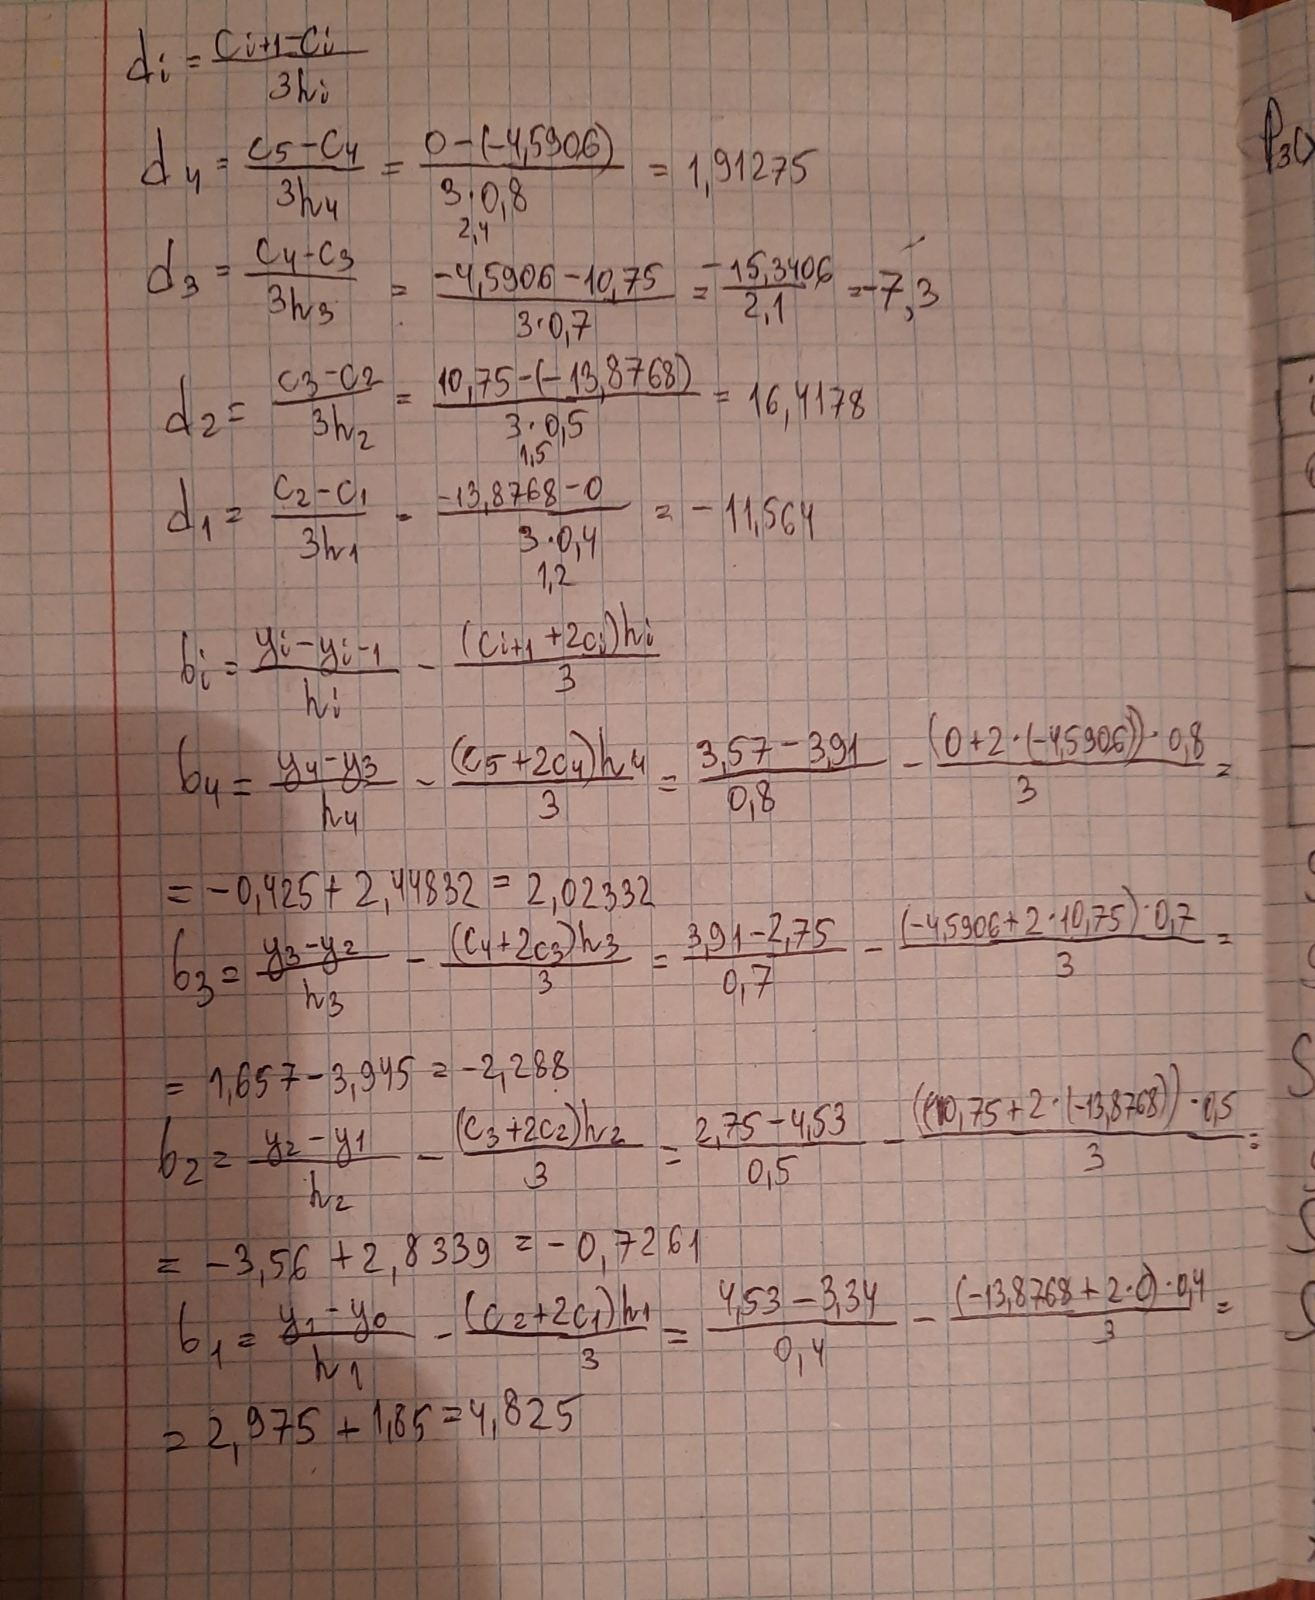 di = (ci+1 - ci) / 3hi
d4 = (c5 - c4) / 3h4 = (0 - (-4,5906)) / (3·0,8) = 1,91275
2,4
d3 = (c4 - c3) / 3h3 = (-4,5906 - 10,75) / (3·0,7) = -15,3406 / 2,1 = -7,3
d2 = (c3 - c2) / 3h2 = (10,75 - (-13,8768)) / (3·0,5) = 16,4178
1,5
d1 = (c2 - c1) / 3h1 = (-13,8768 - 0) / (3·0,4) = -11,564
1,2
bi = (yi - yi-1) / hi - (ci+1 + 2ci)hi / 3
b4 = (y4 - y3) / h4 - (c5 + 2c4)h4 / 3 = (3,57 - 3,91) / 0,8 - (0 + 2·(-4,5906))·0,8 / 3 =
= -0,425 + 2,44832 = 2,02332
b3 = (y3 - y2) / h3 - (c4 + 2c3)h3 / 3 = (3,91 - 2,75) / 0,7 - (-4,5906 + 2·10,75)·0,7 / 3 =
= 1,657 - 3,945 = -2,288
b2 = (y2 - y1) / h2 - (c3 + 2c2)h2 / 3 = (2,75 - 4,53) / 0,5 - (10,75 + 2·(-13,8768))·0,5 / 3 =
= -3,56 + 2,8339 = -0,7261
b1 = (y1 - y0) / h1 - (c2 + 2c1)h1 / 3 = (4,53 - 3,34) / 0,4 - (-13,8768 + 2·0)·0,4 / 3 =
= 2,975 + 1,85 = 4,825